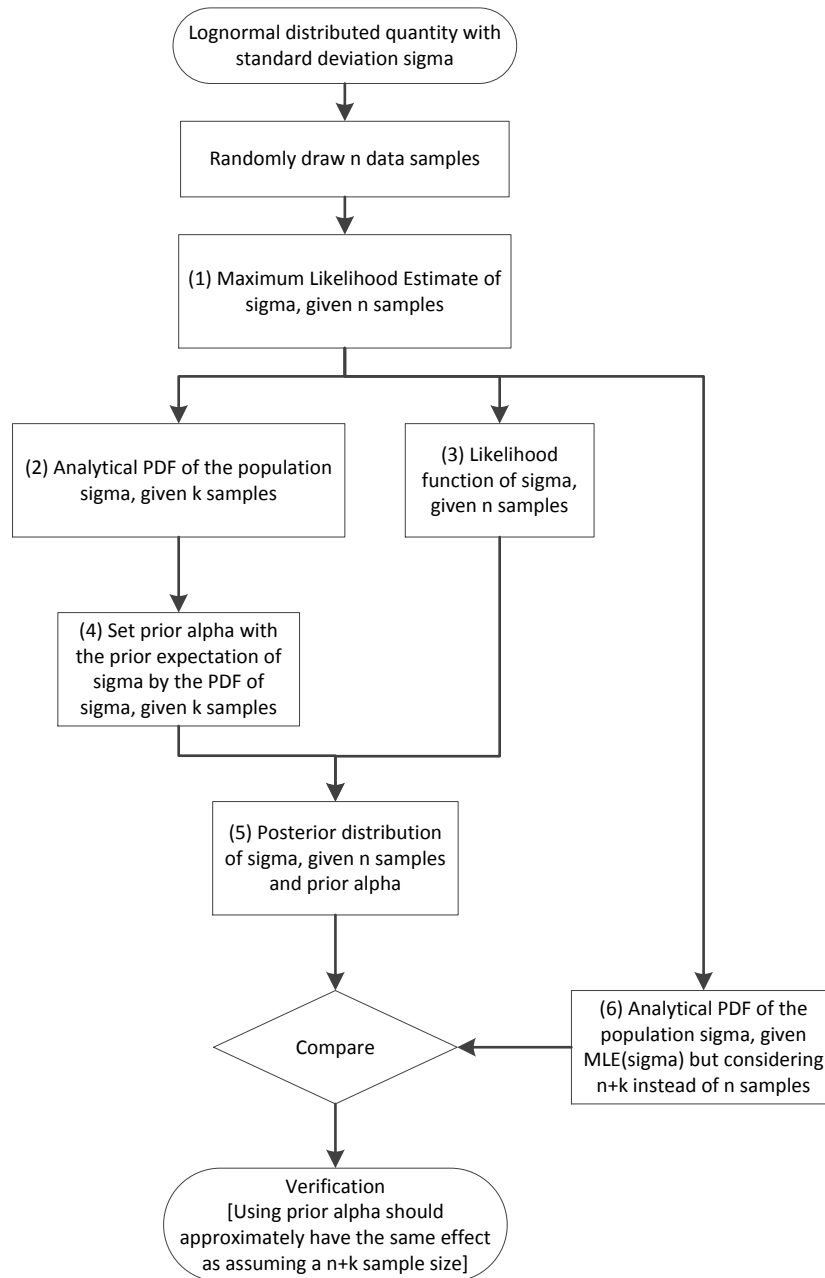 Lognormal distributed quantity with
standard deviation sigma
Randomly draw n data samples
(1) Maximum Likelihood Estimate of
sigma, given n samples
(2) Analytical PDF of the population
sigma, given k samples
(3) Likelihood
function of sigma,
given n samples
(4) Set prior alpha with
the prior expectation of
sigma by the PDF of
sigma, given k samples
(5) Posterior distribution
of sigma, given n samples
and prior alpha
Compare
(6) Analytical PDF of the
population sigma, given
MLE(sigma) but considering
n+k instead of n samples
Verification
[Using prior alpha should
approximately have the same effect
as assuming a n+k sample size]